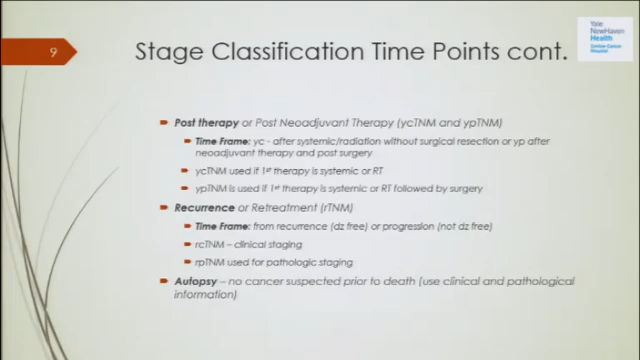 9
Stage Classification Time Points cont.
Yale
NewHaven
Health
Smilow Cancer
Hospital
Post therapy or Post Neoadjuvant Therapy (ycTNM and ypTNM)
Time Frame: yc - after systemic/radiation without surgical resection or yp after
neoadjuvant therapy and post surgery
ycTNM used if 1st therapy is systemic or RT
ypTNM is used if 1st therapy is systemic or RT followed by surgery
Recurrence or Retreatment (rTNM)
Time Frame: from recurrence (dz free) or progression (not dz free)
rcTNM – clinical staging
rpTNM used for pathologic staging
Autopsy – no cancer suspected prior to death (use clinical and pathological
information)